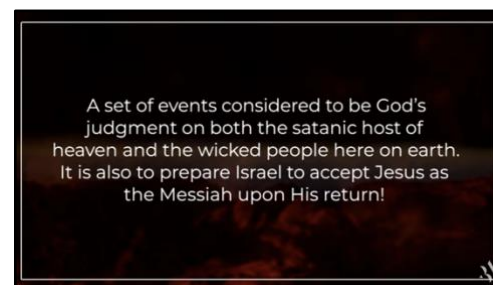 A set of events considered to be God’s
judgment on both the satanic host of
heaven and the wicked people here on earth.
It is also to prepare Israel to accept Jesus as
the Messiah upon His return!